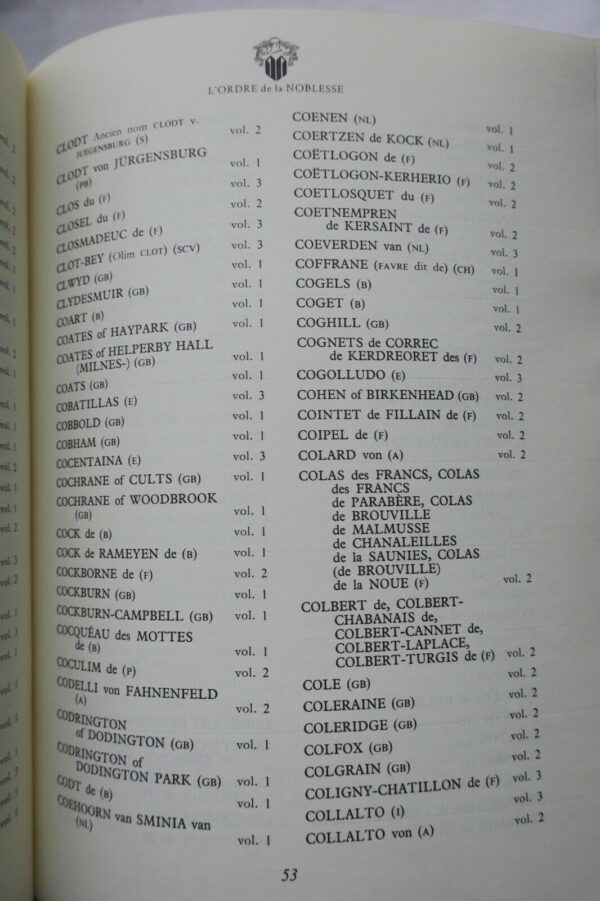 L'ORDRE de la NOBLESSE
CLODT Ancien nom CLODT v.
JUERGENSBURG (S) vol. 2
CLODT von JÜRGENSBURG
(PB) vol. 1
CLOS du (F) vol. 3
CLOSEL du (F) vol. 2
CLOSMADEUC de (F) vol. 3
CLOT-BEY (Olim CLOT) (SCV) vol. 3
CLWYD (GB) vol. 1
CLYDESMUIR (GB) vol. 1
COART (B) vol. 1
COATES of HAYPARK (GB) vol. 1
COATES of HELPERBY HALL
(MILNES-) (GB) vol. 1
COATS (GB) vol. 1
COBATILLAS (E) vol. 3
COBBOLD (GB) vol. 1
COBHAM (GB) vol. 1
COCENTAINA (E) vol. 3
COCHRANE of CULTS (GB) vol. 1
COCHRANE of WOODBROOK
(GB) vol. 1
COCK de (B) vol. 1
COCK de RAMEYEN de (B) vol. 1
COCKBORNE de (F) vol. 2
COCKBURN (GB) vol. 1
COCKBURN-CAMPBELL (GB) vol. 1
COCQUÉAU des MOTTES
de (B) vol. 1
COCULIM de (P) vol. 2
CODELLI von FAHNENFELD
(A) vol. 2
CODRINGTON
of DODINGTON (GB) vol. 1
CODRINGTON of
DODINGTON PARK (GB) vol. 1
CODT de (B) vol. 1
COEHOORN van SMINIA van
(NL) vol. 1
COENEN (NL) vol. 1
COERTZEN de KOCK (NL) vol. 1
COËTLOGON de (F) vol. 2
COËTLOGON-KERHERIO (F) vol. 2
COETLOSQUET du (F) vol. 2
COETNEMPREN
de KERSAINT de (F) vol. 2
COEVERDEN van (NL) vol. 3
COFFRANE (FAVRE dit de) (CH) vol. 1
COGELS (B) vol. 1
COGET (B) vol. 1
COGHILL (GB) vol. 2
COGNETS de CORREC
de KERDREORET des (F) vol. 2
COGOLLUDO (E) vol. 3
COHEN of BIRKENHEAD (GB) vol. 2
COINTET de FILLAIN de (F) vol. 2
COIPEL de (F) vol. 2
COLARD von (A) vol. 2
COLAS des FRANCS, COLAS
des FRANCS
de PARABÈRE, COLAS
de BROUVILLE
de MALMUSSE
de CHANALEILLES
de la SAUNIES, COLAS
(de BROUVILLE)
de la NOUE (F) vol. 2
COLBERT de, COLBERT-
CHABANAIS de,
COLBERT-CANNET de,
COLBERT-LAPLACE,
COLBERT-TURGIS de (F) vol. 2
COLE (GB) vol. 2
COLERAINE (GB) vol. 2
COLERIDGE (GB) vol. 2
COLFOX (GB) vol. 2
COLGRAIN (GB) vol. 2
COLIGNY-CHATILLON de (F) vol. 3
COLLALTO (I) vol. 3
COLLALTO von (A) vol. 2
53